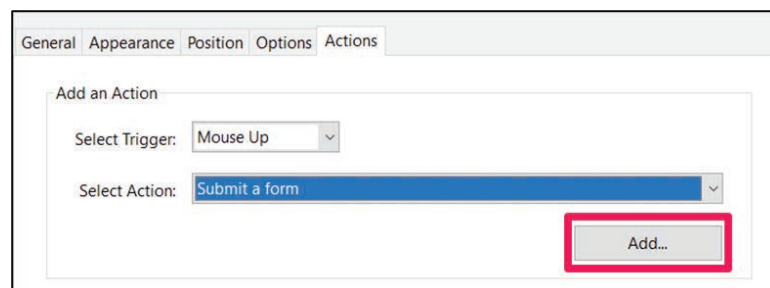 General Appearance Position Options Actions
Add an Action
Select Trigger: Mouse Up
Select Action: Submit a form
Add...